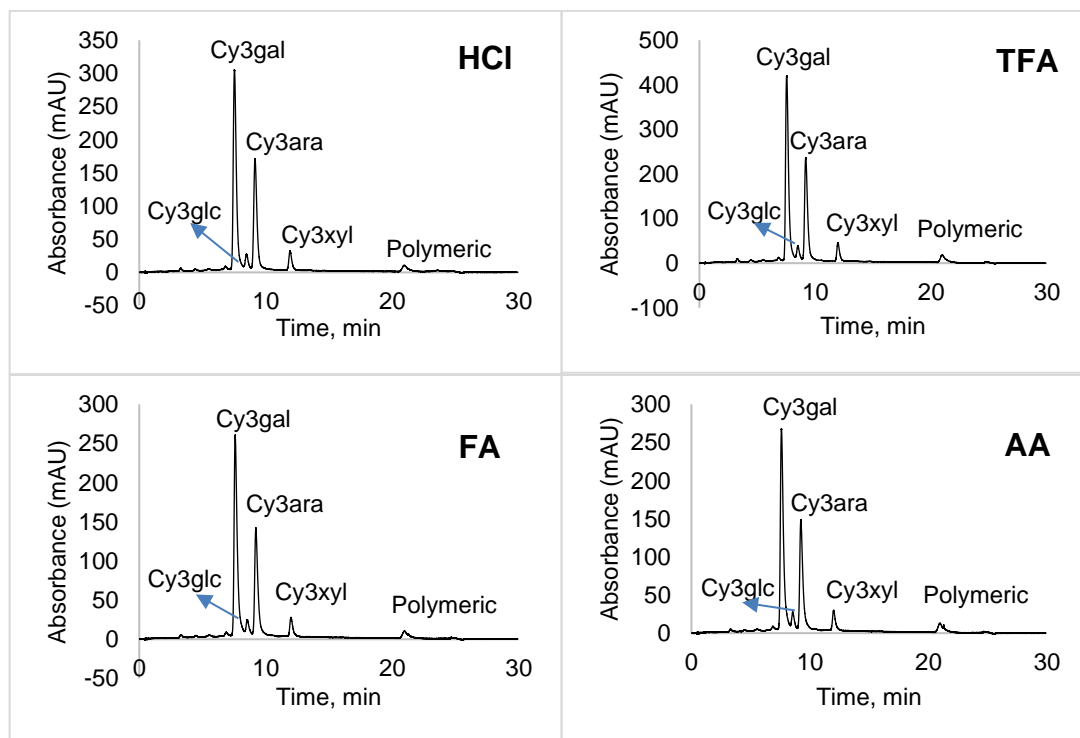 HCl
Absorbance (mAU)
350
300
250
200
150
100
50
0
-50
Cy3gal
Cy3ara
Cy3glc
Cy3xyl
Polymeric
0 10 20 30
Time, min
TFA
Absorbance (mAU)
500
400
300
200
100
0
-100
Cy3gal
Cy3ara
Cy3glc
Cy3xyl
Polymeric
0 10 20 30
Time, min
FA
Absorbance (mAU)
300
250
200
150
100
50
0
-50
Cy3gal
Cy3ara
Cy3glc
Cy3xyl
Polymeric
0 10 20 30
Time, min
AA
Absorbance (mAU)
300
250
200
150
100
50
0
Cy3gal
Cy3ara
Cy3glc
Cy3xyl
Polymeric
0 10 20 30
Time, min